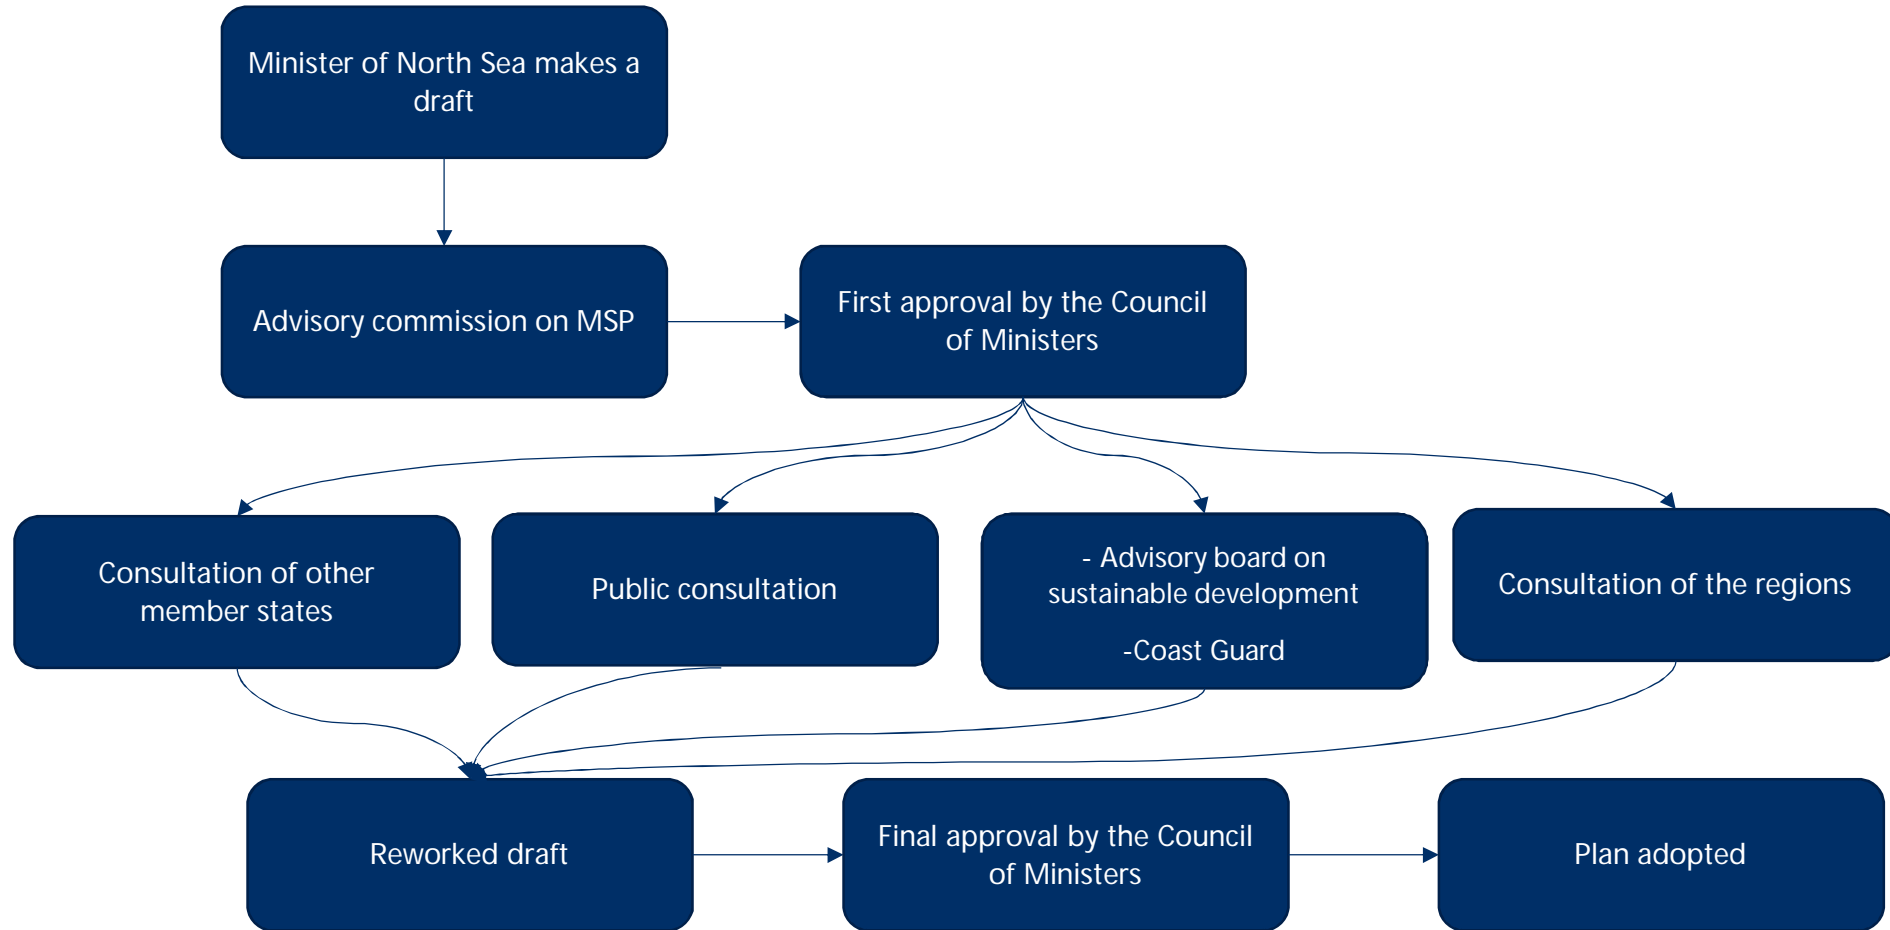 Minister of North Sea makes a
draft
Advisory commission on MSP
First approval by the Council
of Ministers
Consultation of other
member states
Public consultation
- Advisory board on
sustainable development
-Coast Guard
Consultation of the regions
Reworked draft
Final approval by the Council
of Ministers
Plan adopted